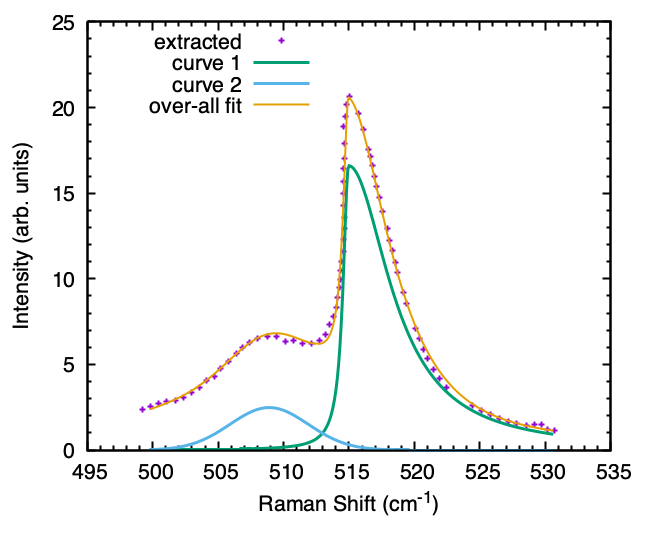 25
20
15
10
5
0
495 500 505 510 515 520 525 530 535
Intensity (arb. units)
Raman Shift (cm⁻¹)
extracted
curve 1
curve 2
over-all fit